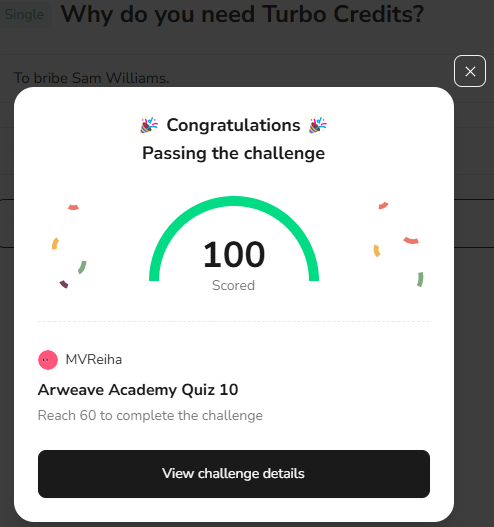 Single Why do you need Turbo Credits?
To bribe Sam Williams.
Congratulations
Passing the challenge
100
Scored
MVReiha
Arweave Academy Quiz 10
Reach 60 to complete the challenge
View challenge details